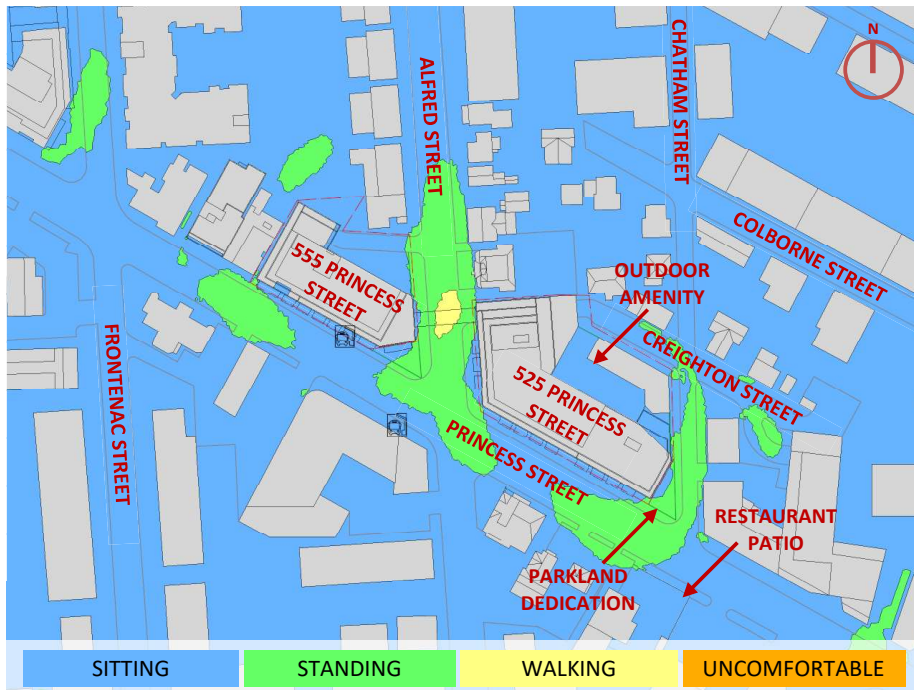 N
ALFRED STREET
CHATHAM STREET
COLBORNE STREET
555 PRINCESS
STREET
OUTDOOR
AMENITY
FRONTENAC STREET
CREIGHTON STREET
525 PRINCESS
STREET
PRINCESS STREET
RESTAURANT
PATIO
PARKLAND
DEDICATION
SITTING
STANDING
WALKING
UNCOMFORTABLE